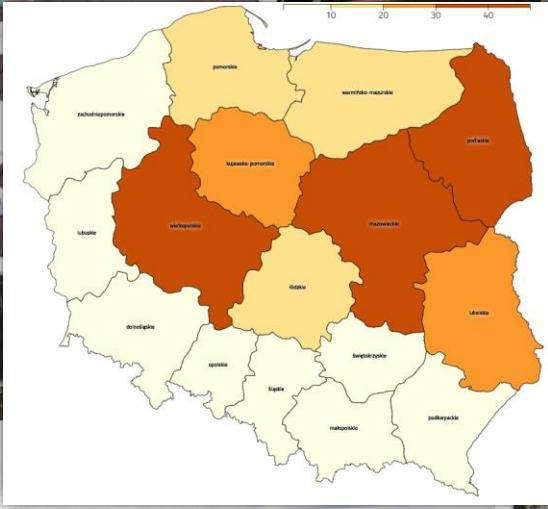 10 20 30 40
pomorskie
warmińsko-mazurskie
zachodniopomorskie
podlaskie
kujawsko-pomorskie
wielkopolskie
mazowieckie
lubuskie
łódzkie
lubelskie
dolnośląskie
świętokrzyskie
opolskie
śląskie
podkarpackie
małopolskie